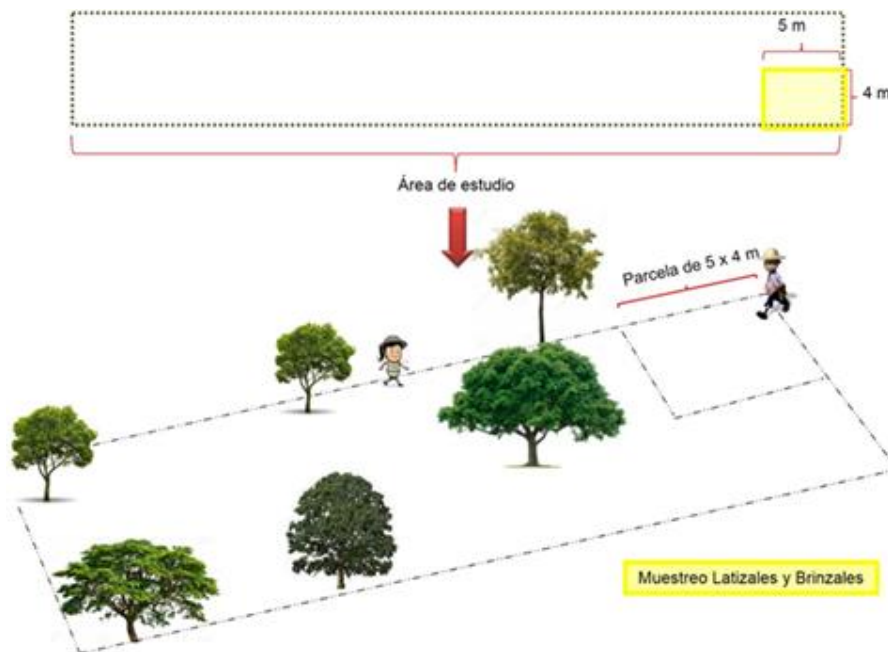 5 m
4 m
Área de estudio
Parcela de 5 x 4 m
Muestreo Latizales y Brinzales